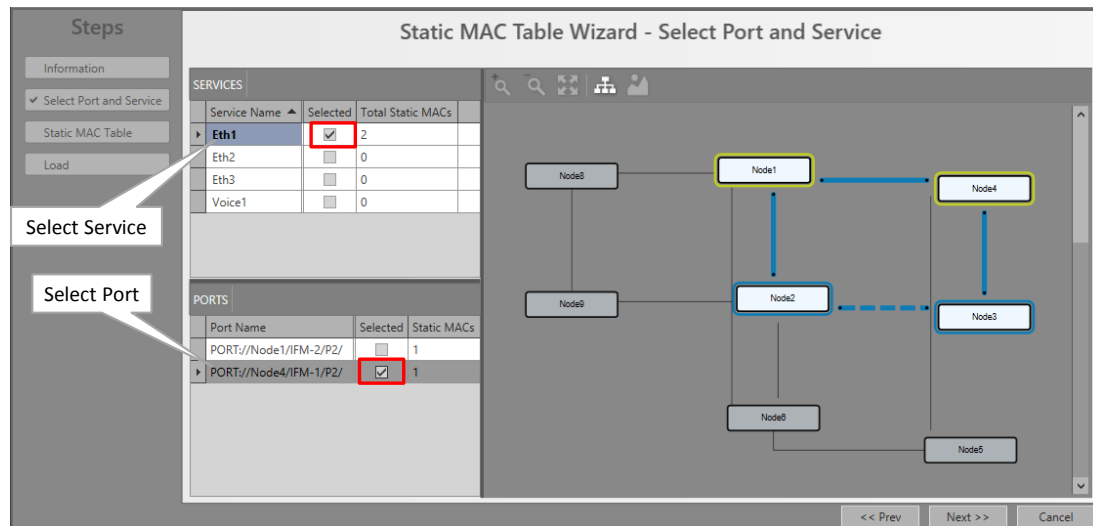 Steps
Static MAC Table Wizard - Select Port and Service
Information
Select Port and Service
Static MAC Table
Load
Select Service
Select Port
SERVICES
Service Name Selected Total Static MACs
Eth1 2
Eth2 0
Eth3 0
Voice1 0
PORTS
Port Name Selected Static MACs
PORT://Node1/IFM-2/P2/ 1
PORT://Node4/IFM-1/P2/ 1
Node8
Node1
Node4
Node9
Node2
Node3
Node6
Node5
<< Prev Next >> Cancel